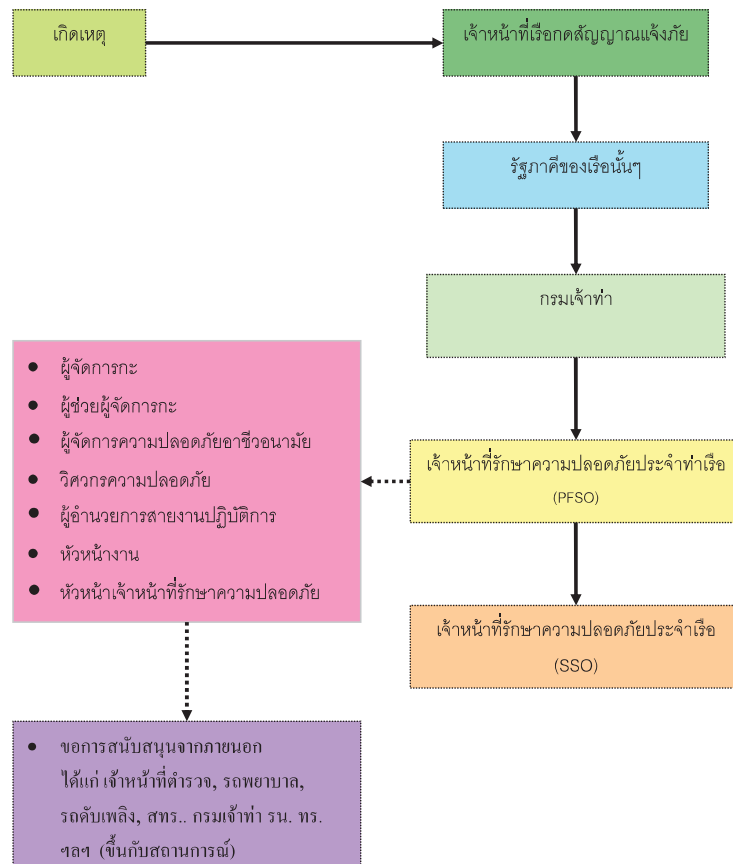 เกิดเหตุ
เจ้าหน้าที่เรือกดสัญญาณแจ้งภัย
รัฐภาคีของเรือนั้นๆ
กรมเจ้าท่า
เจ้าหน้าที่รักษาความปลอดภัยประจำท่าเรือ
(PFSO)
เจ้าหน้าที่รักษาความปลอดภัยประจำเรือ
(SSO)
● ผู้จัดการกะ
● ผู้ช่วยผู้จัดการกะ
● ผู้จัดการความปลอดภัยอาชีวอนามัย
● วิศวกรความปลอดภัย
● ผู้อำนวยการสายงานปฏิบัติการ
● หัวหน้างาน
● หัวหน้าเจ้าหน้าที่รักษาความปลอดภัย
● ขอการสนับสนุนจากภายนอก
ได้แก่ เจ้าหน้าที่ตำรวจ, รถพยาบาล,
รถดับเพลิง, สทร.. กรมเจ้าท่า รน. ทร.
ฯลฯ (ขึ้นกับสถานการณ์)